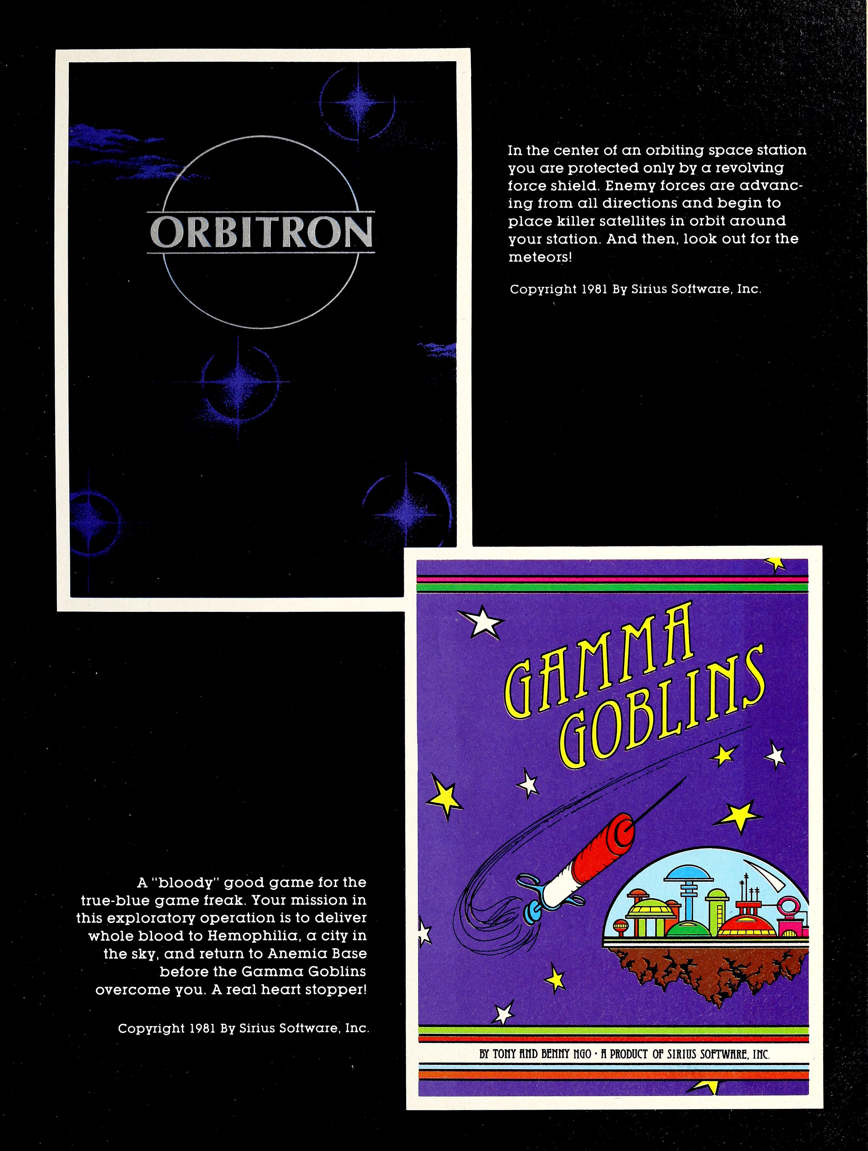 ORBITRON
In the center of an orbiting space station
you are protected only by a revolving
force shield. Enemy forces are advanc-
ing from all directions and begin to
place killer satellites in orbit around
your station. And then, look out for the
meteors!
Copyright 1981 By Sirius Software, Inc.
GAMMA
GOBLINS
A "bloody" good game for the
true-blue game freak. Your mission in
this exploratory operation is to deliver
whole blood to Hemophilia, a city in
the sky, and return to Anemia Base
before the Gamma Goblins
overcome you. A real heart stopper!
Copyright 1981 By Sirius Software, Inc.
BY TONY AND BENNY NGO · A PRODUCT OF SIRIUS SOFTWARE, INC.